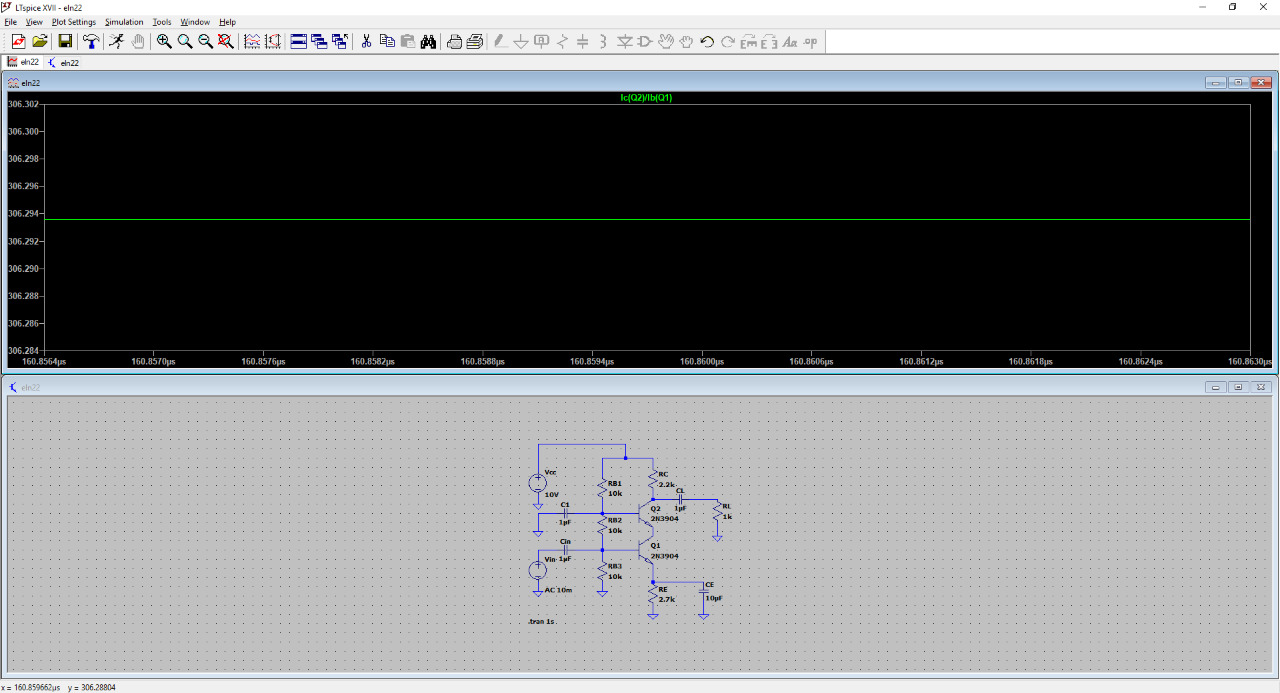 LTspice XVII - eln22
File View Plot Settings Simulation Tools Window Help
eln22 eln22
eln22
Ic(Q2)/Ib(Q1)
306.302
306.300
306.298
306.296
306.294
306.292
306.290
306.288
306.286
306.284
160.8564µs 160.8570µs 160.8576µs 160.8582µs 160.8588µs 160.8594µs 160.8600µs 160.8606µs 160.8612µs 160.8618µs 160.8624µs 160.8630µs
eln22
Vcc
10V
RB1
10k
RC
2.2k
CL
1µF
RL
1k
C1
1µF
RB2
10k
Q2
2N3904
Cin
1µF
Q1
2N3904
Vin
AC 10m
RB3
10k
RE
2.7k
CE
10µF
.tran 1s
x = 160.859662µs y = 306.28804